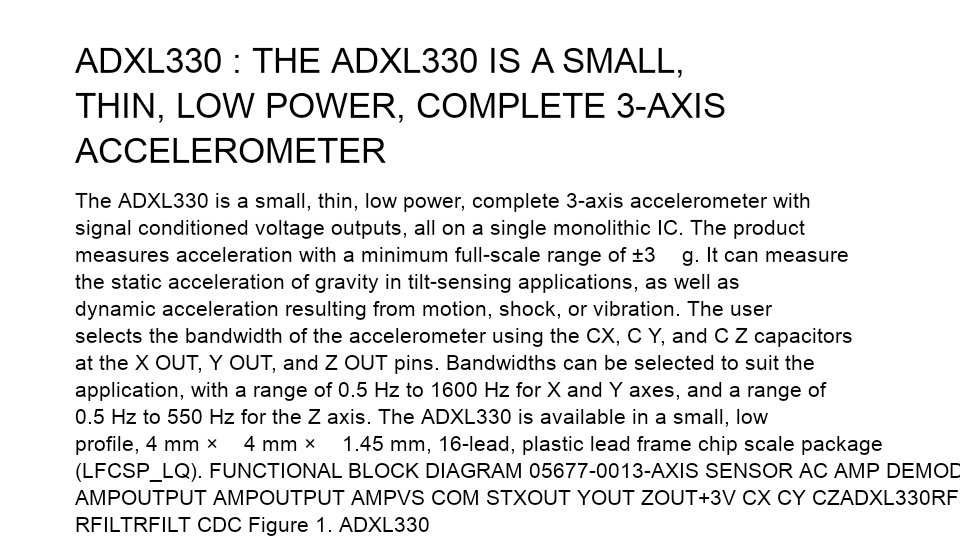 ADXL330 : THE ADXL330 IS A SMALL,
THIN, LOW POWER, COMPLETE 3-AXIS
ACCELEROMETER
The ADXL330 is a small, thin, low power, complete 3-axis accelerometer with
signal conditioned voltage outputs, all on a single monolithic IC. The product
measures acceleration with a minimum full-scale range of ±3 g. It can measure
the static acceleration of gravity in tilt-sensing applications, as well as
dynamic acceleration resulting from motion, shock, or vibration. The user
selects the bandwidth of the accelerometer using the CX, C Y, and C Z capacitors
at the X OUT, Y OUT, and Z OUT pins. Bandwidths can be selected to suit the
application, with a range of 0.5 Hz to 1600 Hz for X and Y axes, and a range of
0.5 Hz to 550 Hz for the Z axis. The ADXL330 is available in a small, low
profile, 4 mm × 4 mm × 1.45 mm, 16-lead, plastic lead frame chip scale package
(LFCSP_LQ). FUNCTIONAL BLOCK DIAGRAM 05677-0013-AXIS SENSOR AC AMP DEMOD
AMPOUTPUT AMPOUTPUT AMPVS COM STXOUT YOUT ZOUT+3V CX CY CZADXL330RF
RFILTRFILT CDC Figure 1. ADXL330